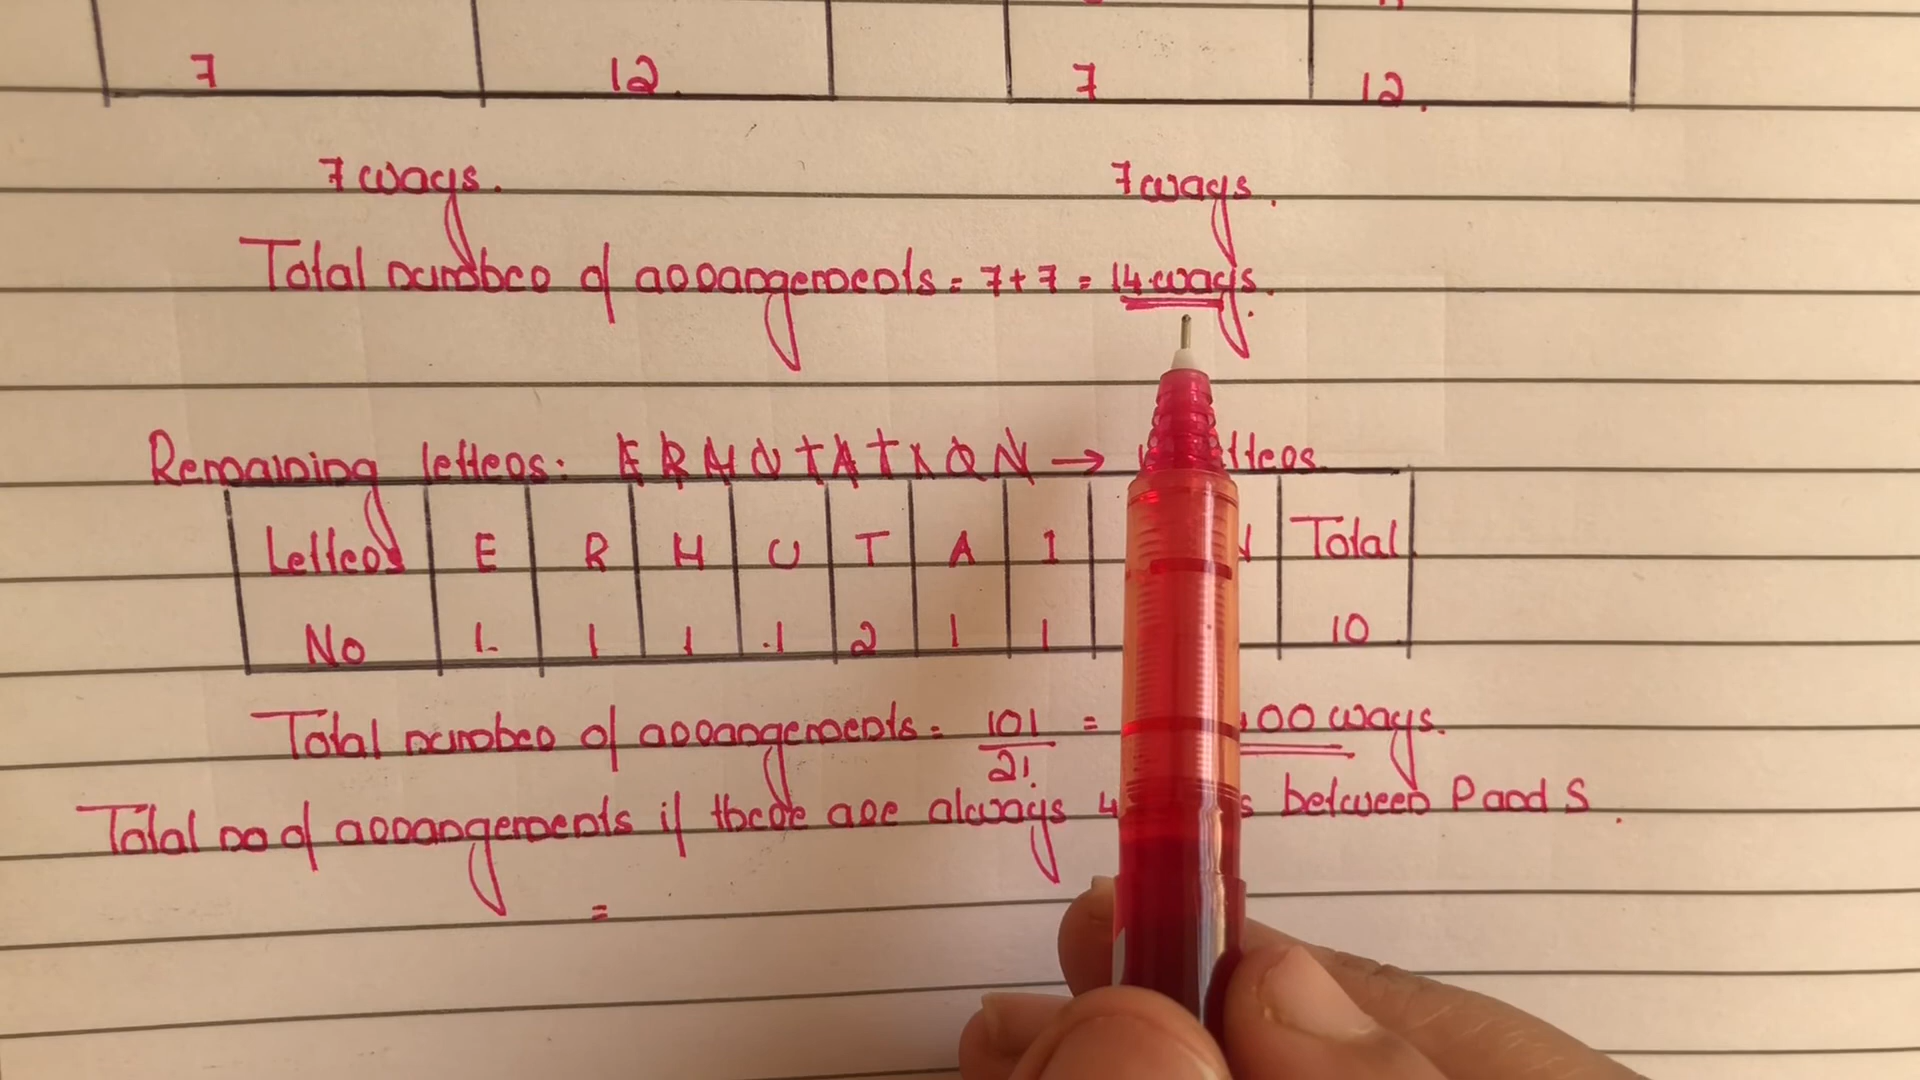 7 12 7 12.
7 ways. 7 ways.
Total number of arrangements = 7 + 7 = 14 ways.
Remaining letters: E R M U T A T I O N →
Letters E R M U T A I N Total
No 1 1 1 1 2 1 1 10
Total number of arrangements = 10! / 2! = 00 ways.
Total no of arrangements if there are always 4 between P and S.
=